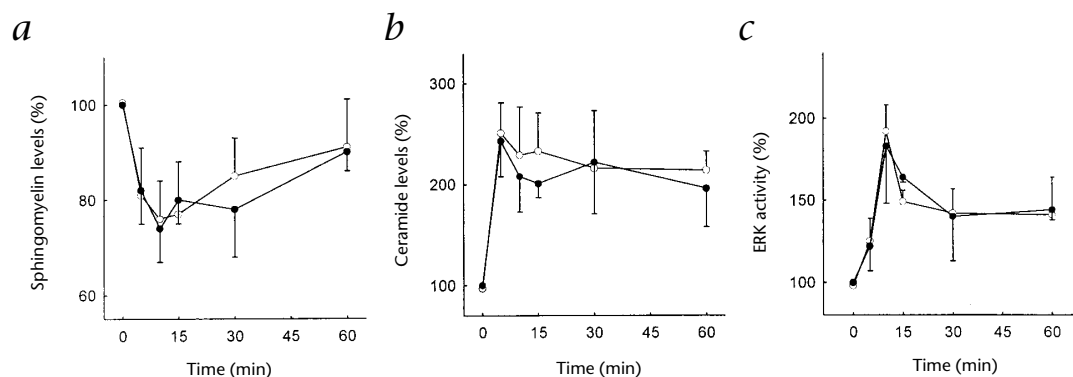 a
b
c
Sphingomyelin levels (%)
100
80
60
0 15 30 45 60
Time (min)
Ceramide levels (%)
300
200
100
0 15 30 45 60
Time (min)
ERK activity (%)
200
150
100
0 15 30 45 60
Time (min)